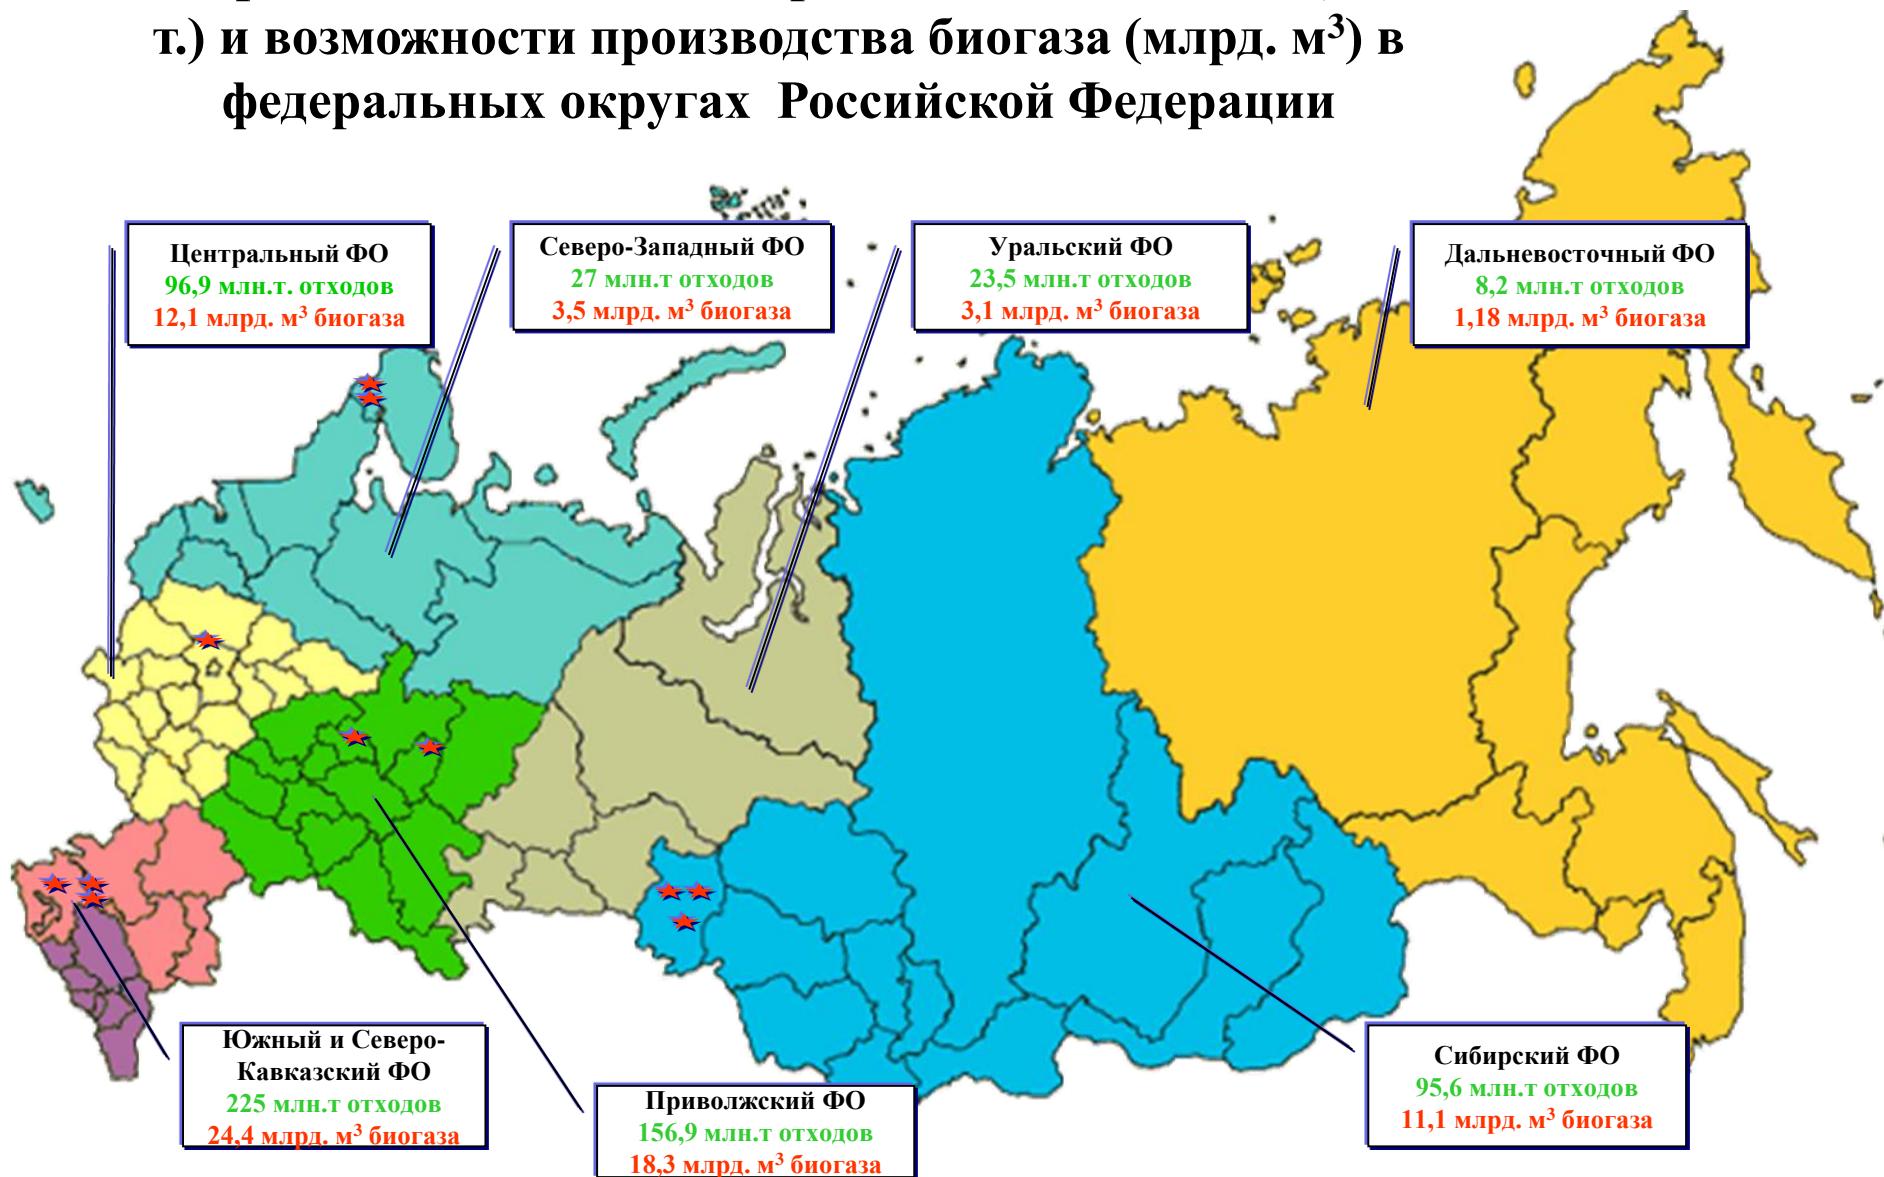 т.) и возможности производства биогаза (млрд. м³) в
федеральных округах Российской Федерации
Центральный ФО
96,9 млн.т. отходов
12,1 млрд. м³ биогаза
Северо-Западный ФО
27 млн.т отходов
3,5 млрд. м³ биогаза
Уральский ФО
23,5 млн.т отходов
3,1 млрд. м³ биогаза
Дальневосточный ФО
8,2 млн.т отходов
1,18 млрд. м³ биогаза
Южный и Северо-
Кавказский ФО
225 млн.т отходов
24,4 млрд. м³ биогаза
Приволжский ФО
156,9 млн.т отходов
18,3 млрд. м³ биогаза
Сибирский ФО
95,6 млн.т отходов
11,1 млрд. м³ биогаза